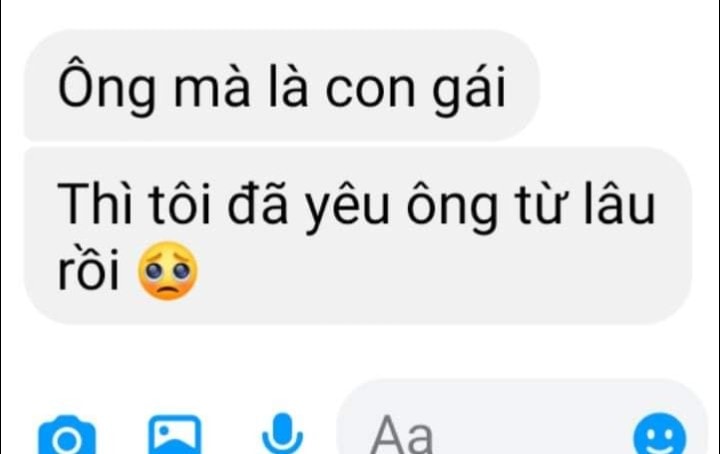 Ông mà là con gái
Thì tôi đã yêu ông từ lâu
rồi 🥺
Aa